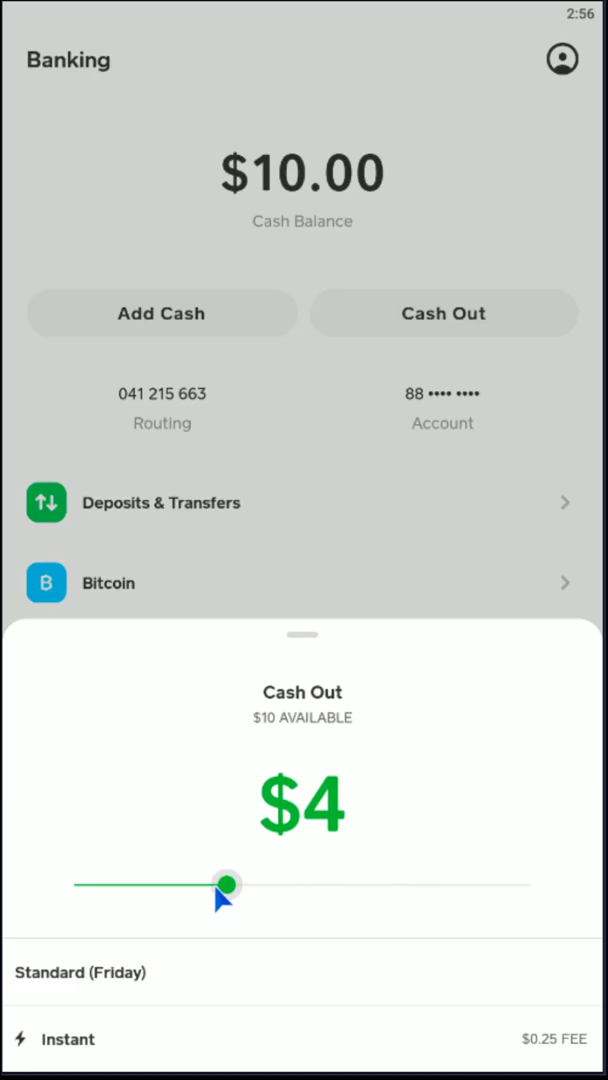 2:56
Banking
$10.00
Cash Balance
Add Cash
Cash Out
041 215 663
88 •••• ••••
Routing
Account
Deposits & Transfers
Bitcoin
Cash Out
$10 AVAILABLE
$4
Standard (Friday)
Instant
$0.25 FEE